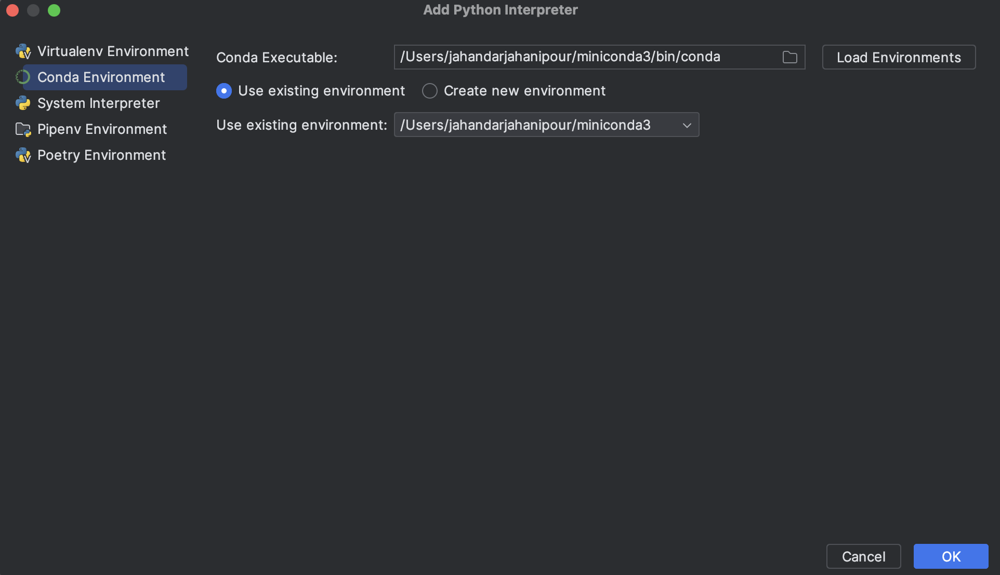 Add Python Interpreter
Virtualenv Environment
Conda Environment
System Interpreter
Pipenv Environment
Poetry Environment
Conda Executable: /Users/jahandarjahanipour/miniconda3/bin/conda Load Environments
Use existing environment Create new environment
Use existing environment: /Users/jahandarjahanipour/miniconda3
Cancel OK